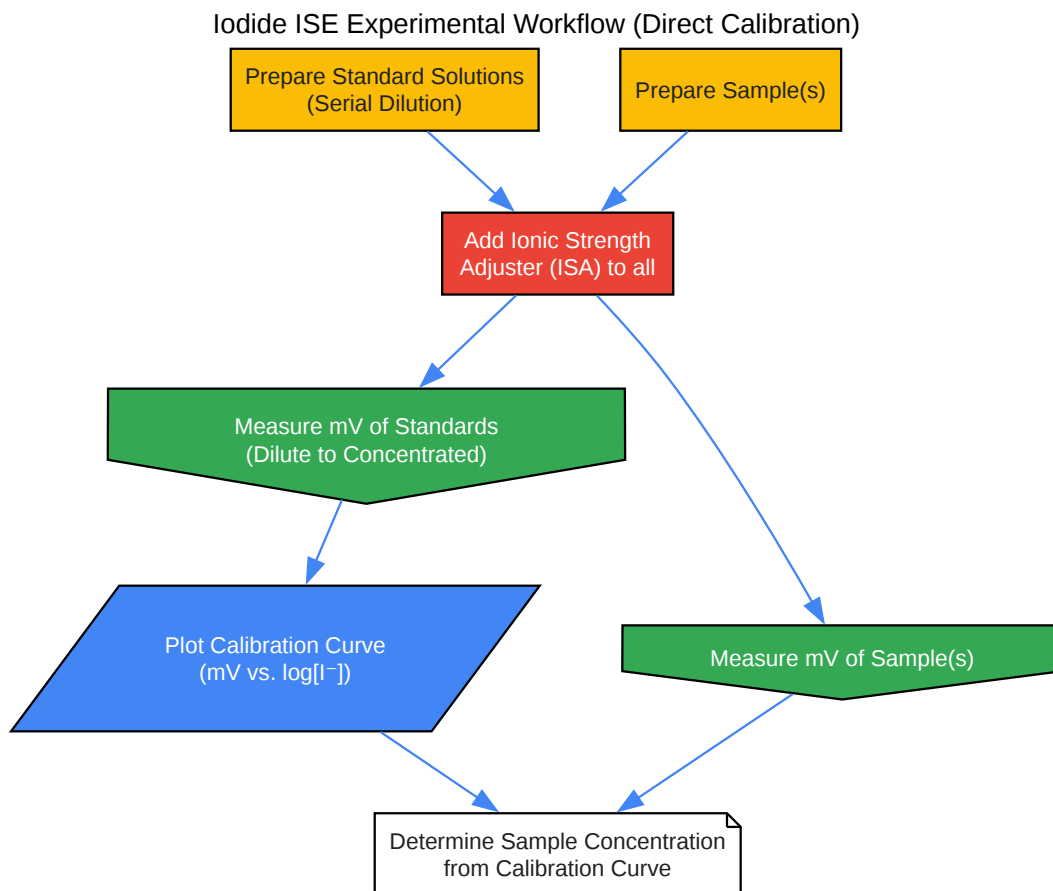 Iodide ISE Experimental Workflow (Direct Calibration)
Prepare Standard Solutions
(Serial Dilution)
Prepare Sample(s)
Add Ionic Strength
Adjuster (ISA) to all
Measure mV of Standards
(Dilute to Concentrated)
Plot Calibration Curve
(mV vs. log[I⁻])
Measure mV of Sample(s)
Determine Sample Concentration
from Calibration Curve